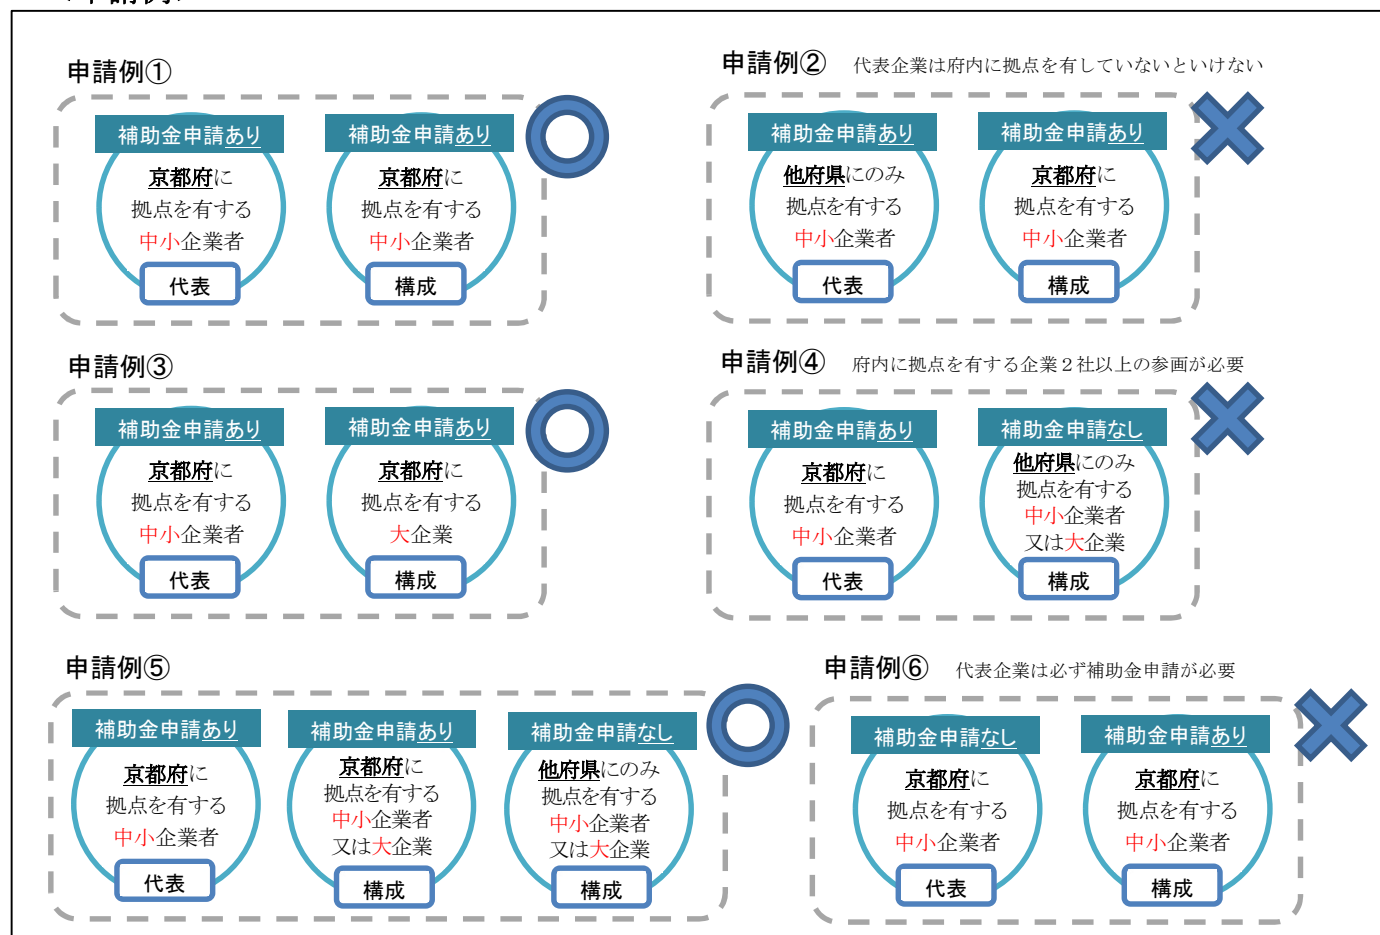 申請例①
補助金申請あり
京都府に
拠点を有する
中小企業者
代表
補助金申請あり
京都府に
拠点を有する
中小企業者
構成
申請例② 代表企業は府内に拠点を有していないといけない
補助金申請あり
他府県にのみ
拠点を有する
中小企業者
代表
補助金申請あり
京都府に
拠点を有する
中小企業者
構成
申請例③
補助金申請あり
京都府に
拠点を有する
中小企業者
代表
補助金申請あり
京都府に
拠点を有する
大企業
構成
申請例④ 府内に拠点を有する企業2社以上の参画が必要
補助金申請あり
京都府に
拠点を有する
中小企業者
代表
補助金申請なし
他府県にのみ
拠点を有する
中小企業者
又は大企業
構成
申請例⑤
補助金申請あり
京都府に
拠点を有する
中小企業者
代表
補助金申請あり
京都府に
拠点を有する
中小企業者
又は大企業
構成
補助金申請なし
他府県にのみ
拠点を有する
中小企業者
又は大企業
構成
申請例⑥ 代表企業は必ず補助金申請が必要
補助金申請なし
京都府に
拠点を有する
中小企業者
代表
補助金申請あり
京都府に
拠点を有する
中小企業者
構成